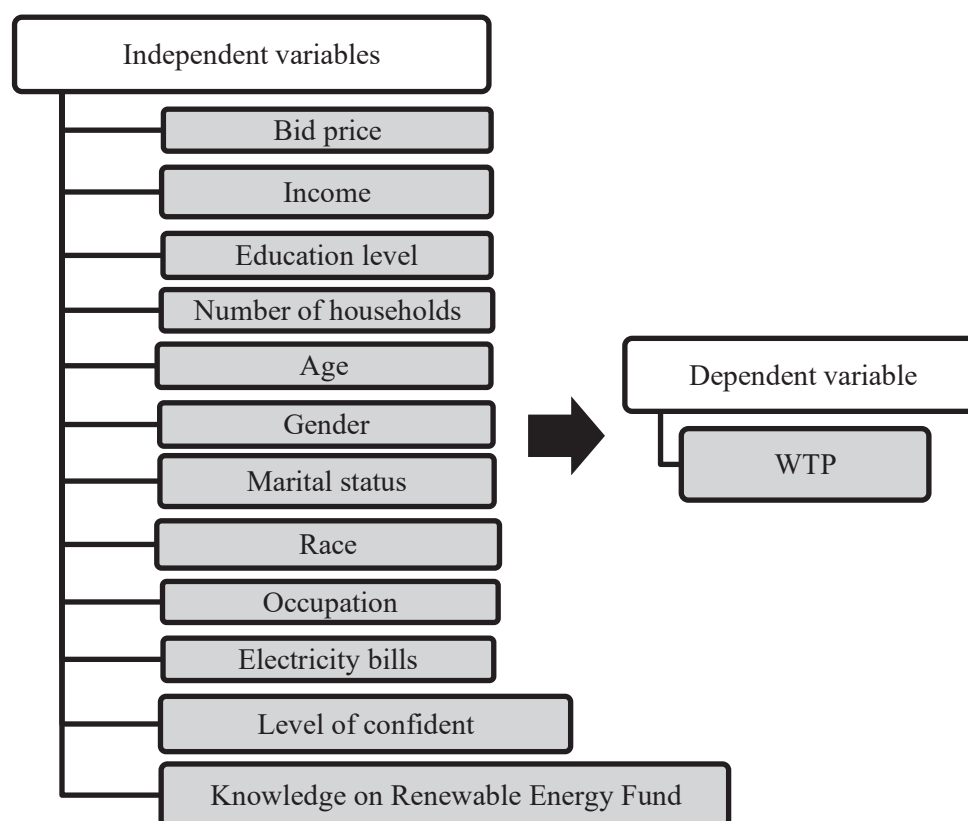 Independent variables
Bid price
Income
Education level
Number of households
Age
Gender
Marital status
Race
Occupation
Electricity bills
Level of confident
Knowledge on Renewable Energy Fund
Dependent variable
WTP